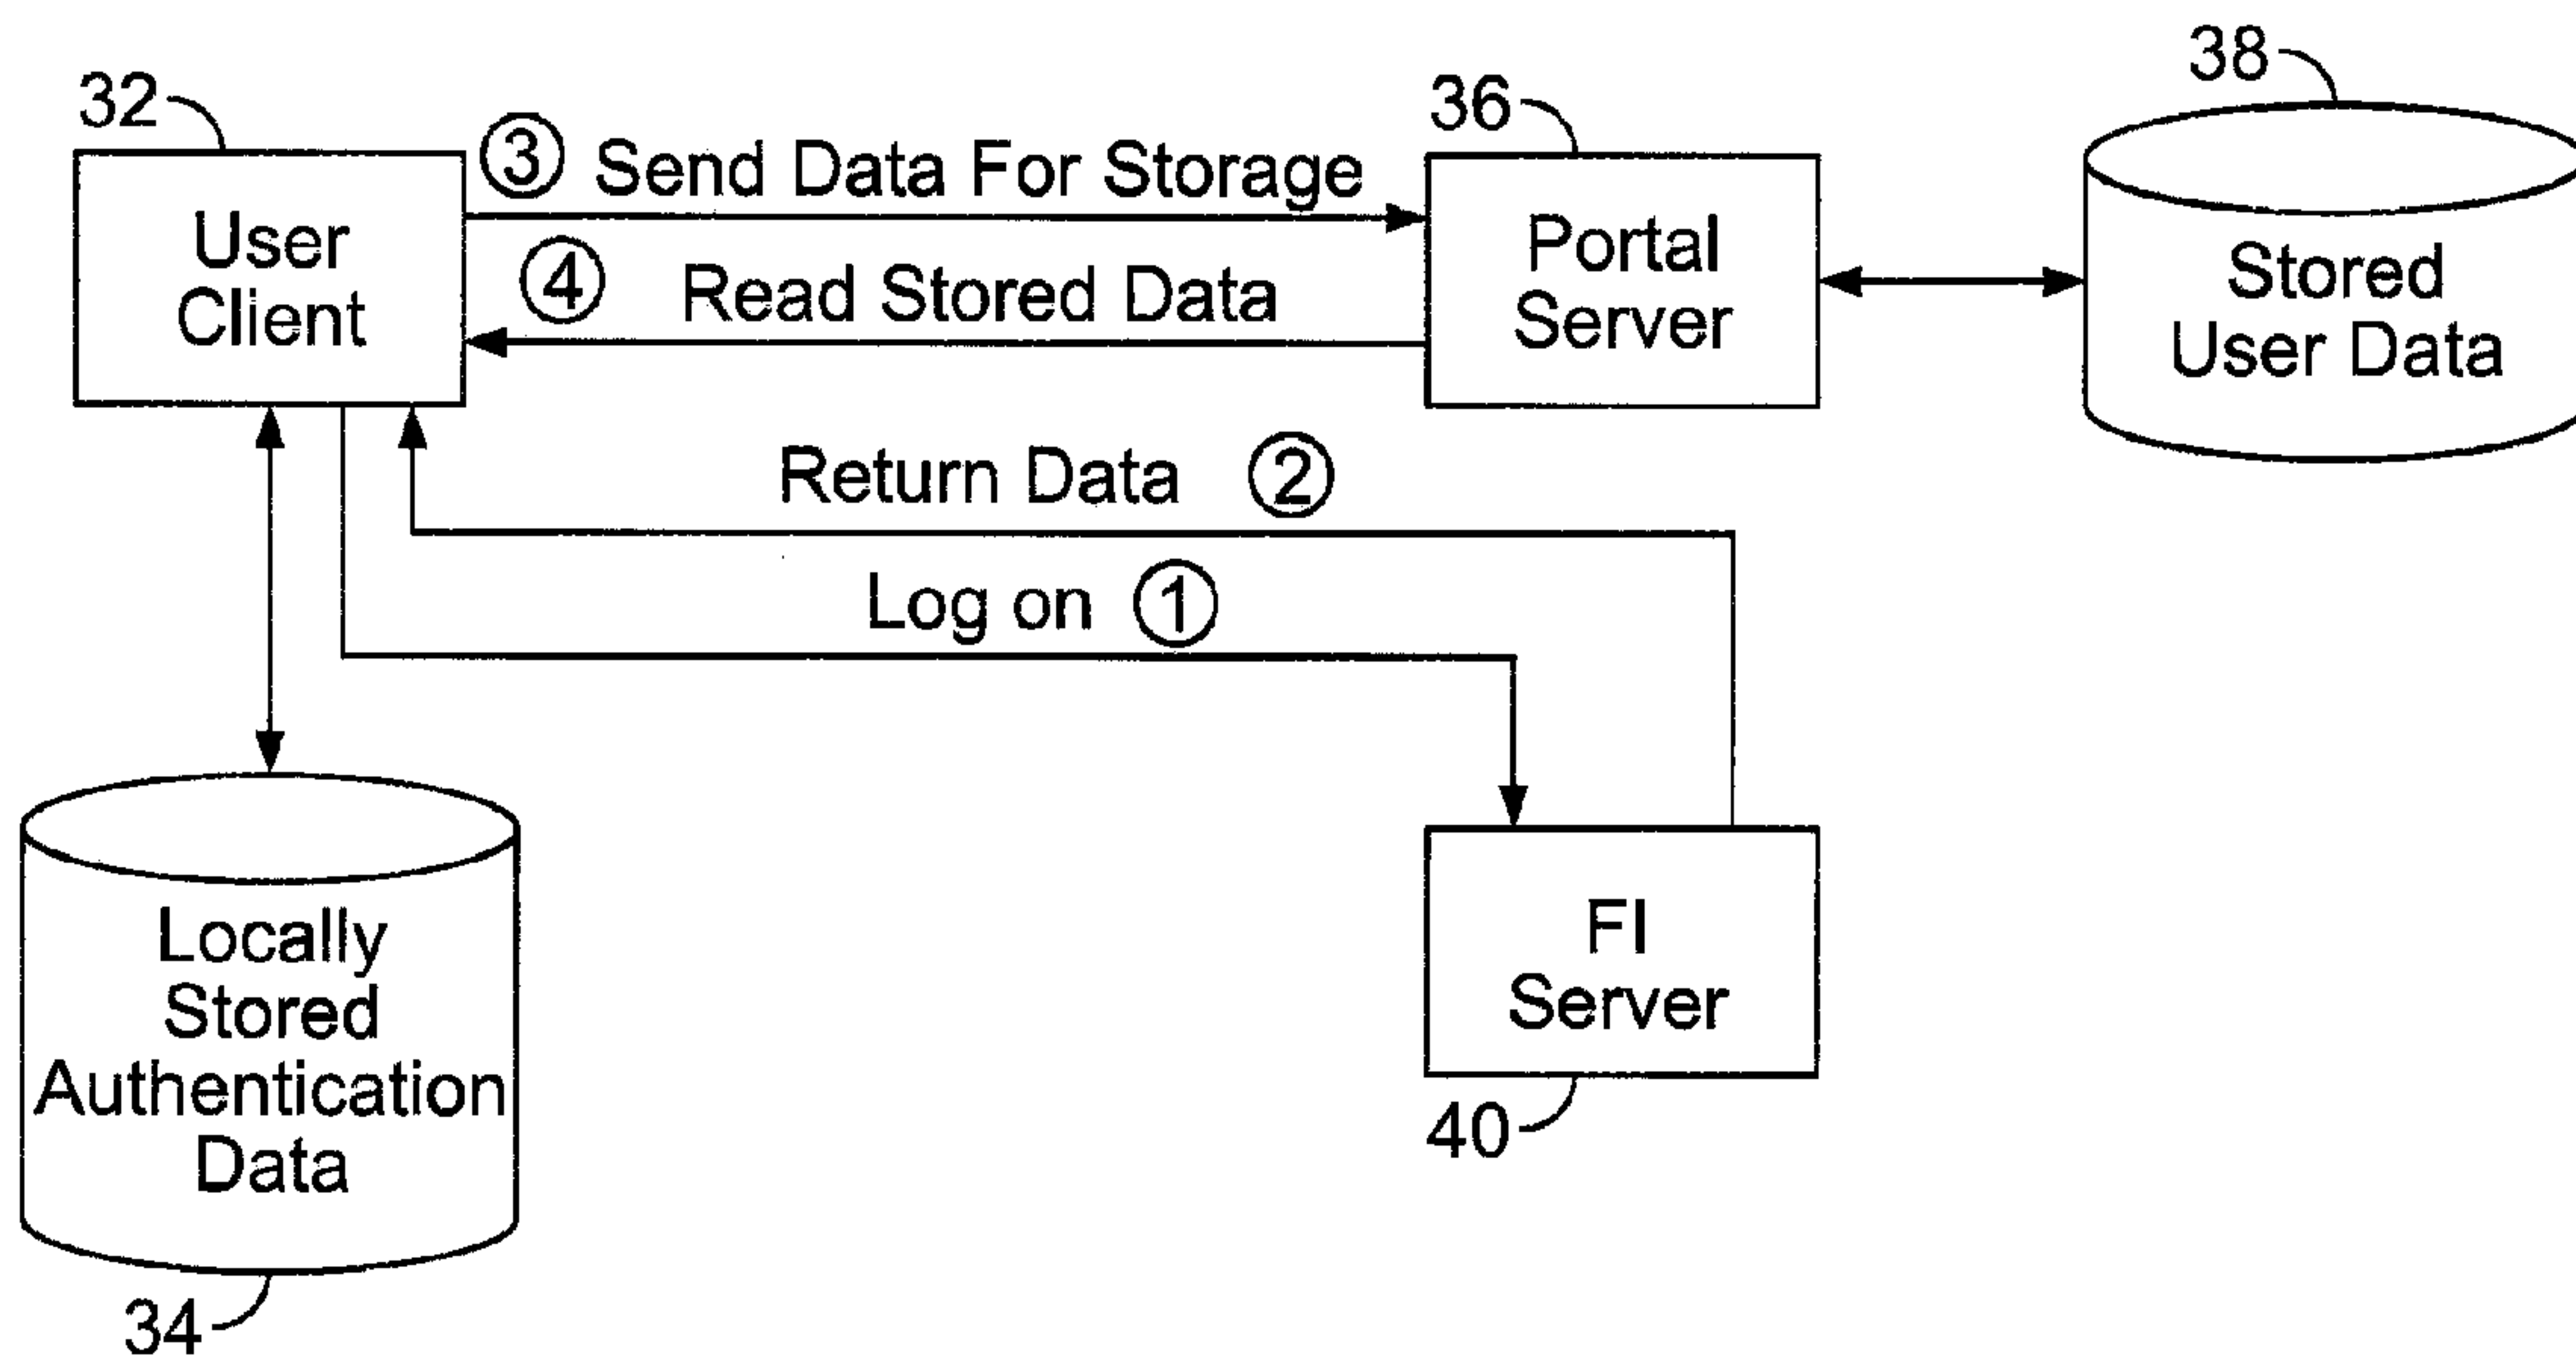 32
36
38
③ Send Data For Storage
User
Client
④ Read Stored Data
Portal
Server
Stored
User Data
Return Data ②
Log on ①
Locally
Stored
Authentication
Data
34
FI
Server
40